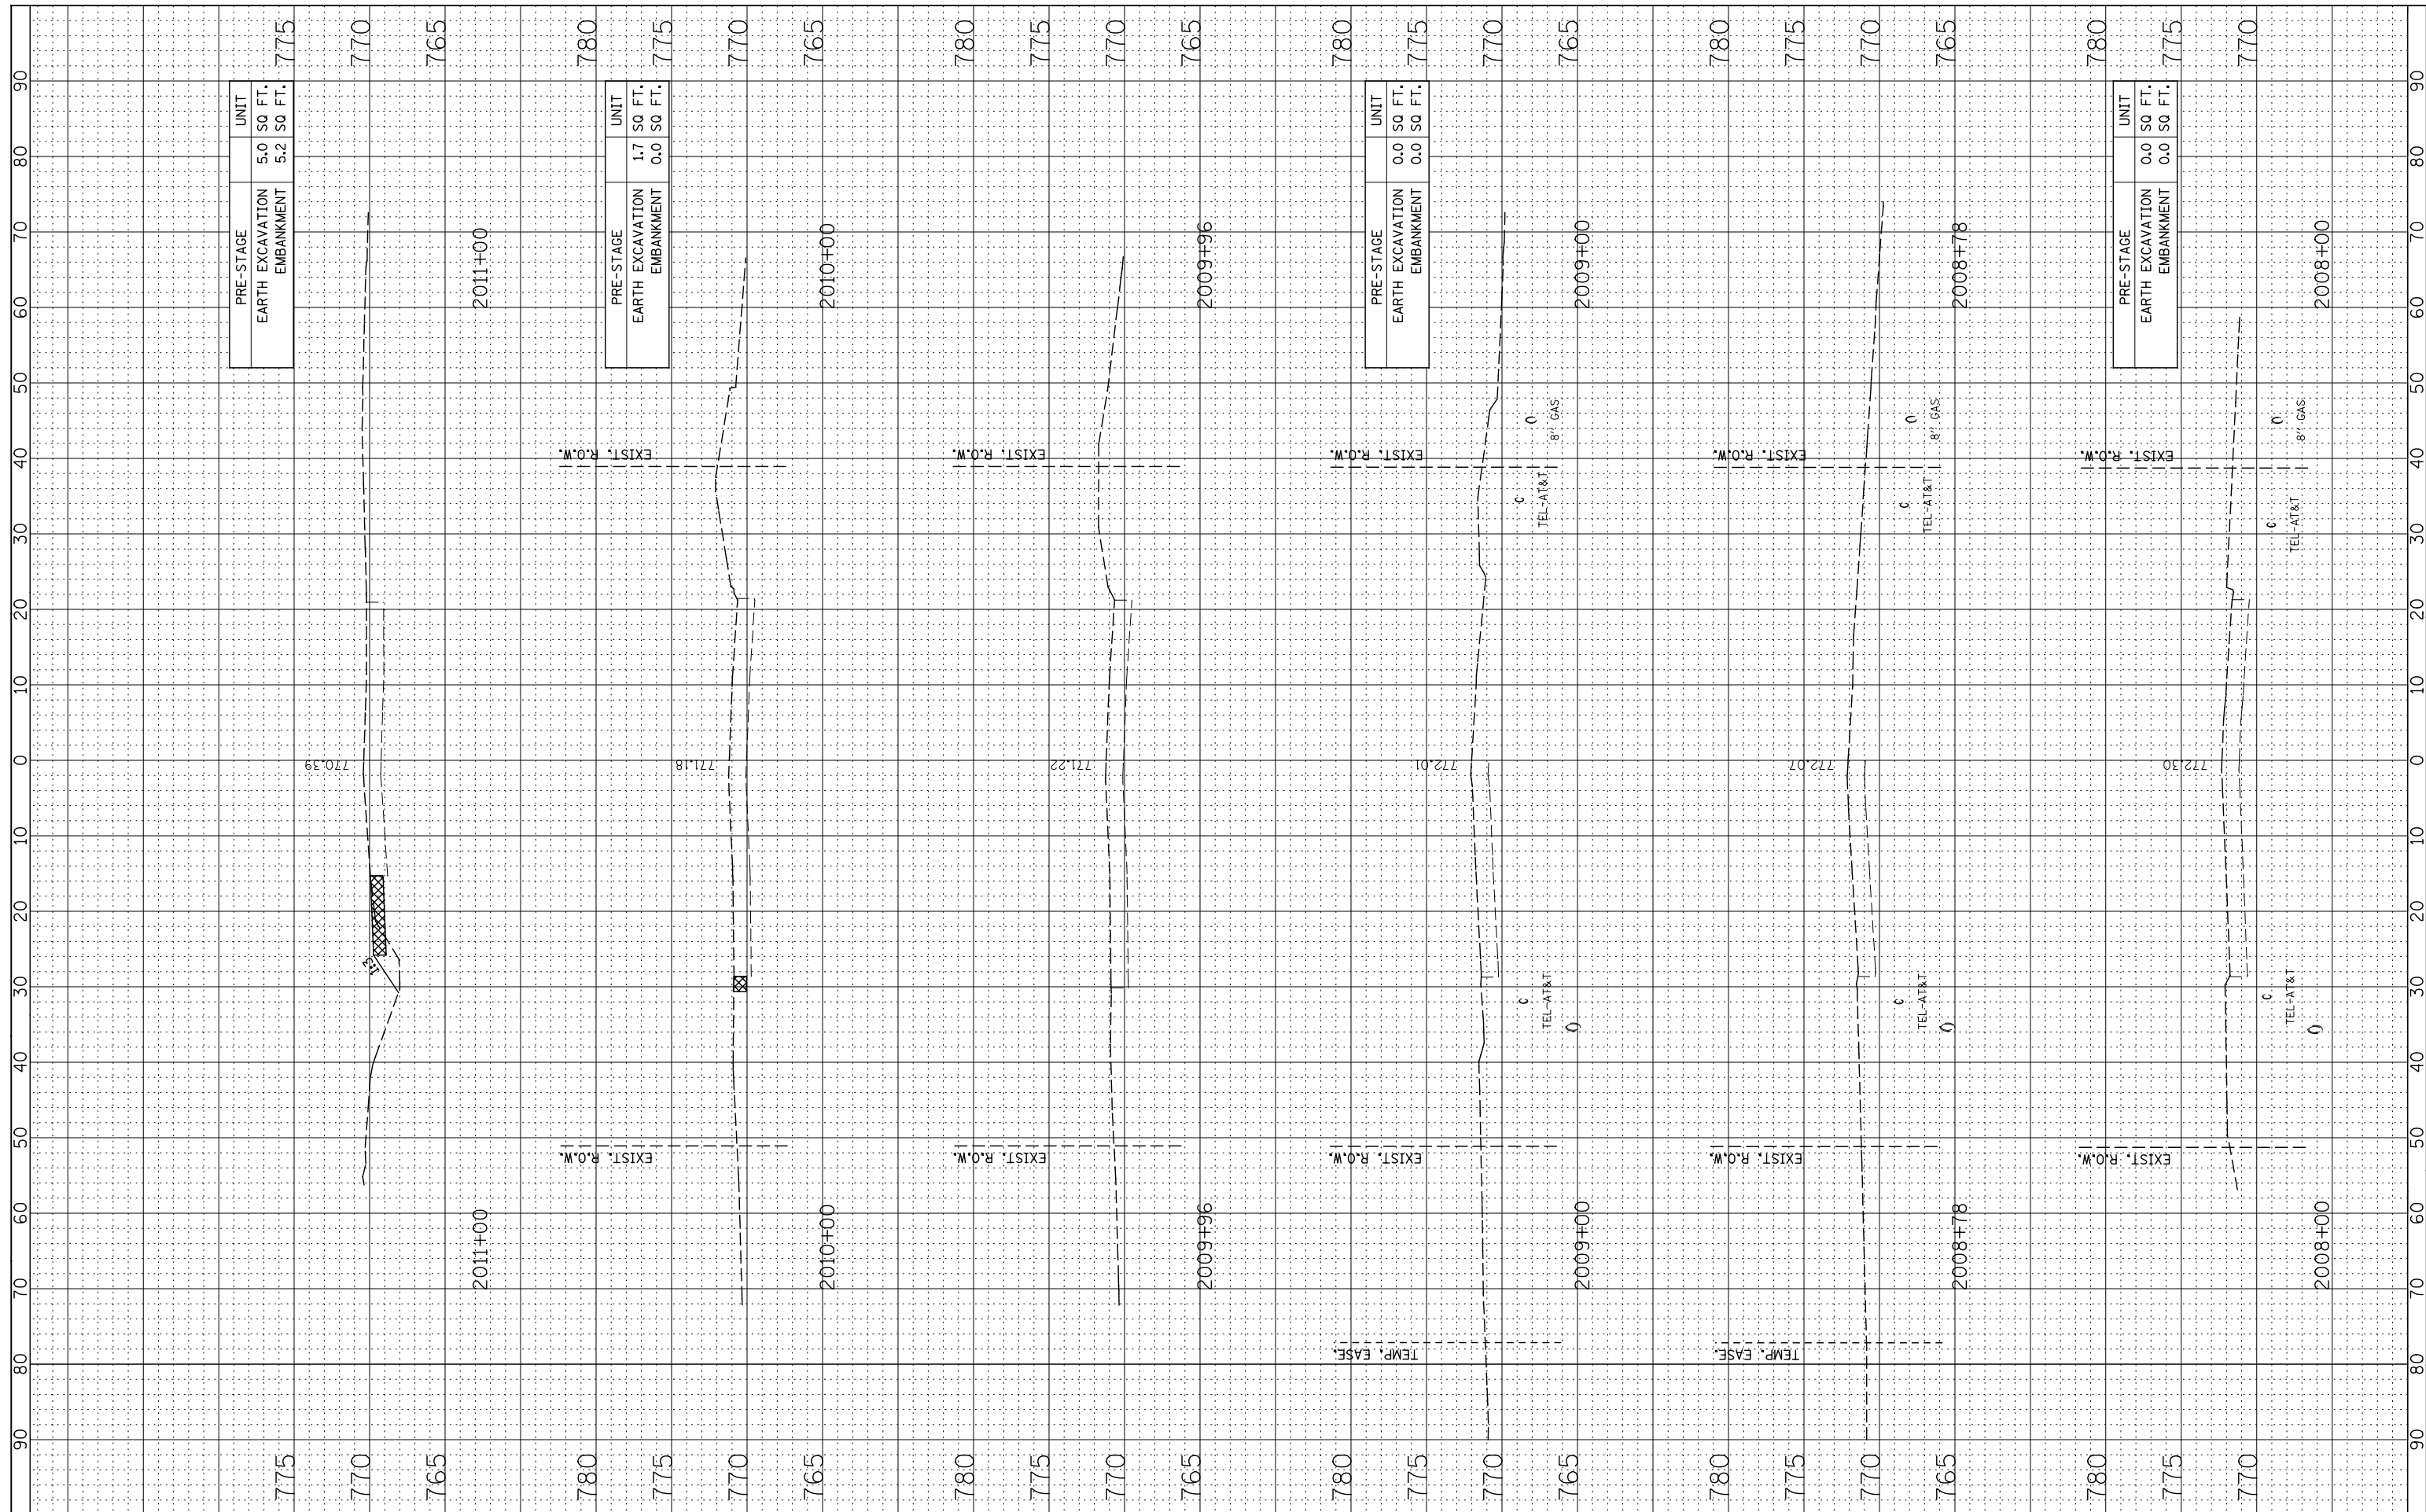 90 80 70 60 50 40 30 20 10 0 10 20 30 40 50 60 70 80 90
775
770
765
775
770
765
PRE-STAGE UNIT
EARTH EXCAVATION 5.0 SQ FT.
EMBANKMENT 5.2 SQ FT.
770.39
1:3
2011+00
2011+00
780
775
770
765
780
775
770
765
PRE-STAGE UNIT
EARTH EXCAVATION 1.7 SQ FT.
EMBANKMENT 0.0 SQ FT.
EXIST. R.O.W.
EXIST. R.O.W.
771.18
2010+00
2010+00
780
775
770
765
780
775
770
765
EXIST. R.O.W.
EXIST. R.O.W.
771.22
2009+96
2009+96
780
775
770
765
780
775
770
765
PRE-STAGE UNIT
EARTH EXCAVATION 0.0 SQ FT.
EMBANKMENT 0.0 SQ FT.
TEMP. EASE.
EXIST. R.O.W.
EXIST. R.O.W.
772.01
TEL-AT&T
TEL-AT&T
8" GAS
2009+00
2009+00
780
775
770
765
780
775
770
765
TEMP. EASE.
EXIST. R.O.W.
EXIST. R.O.W.
772.07
TEL-AT&T
TEL-AT&T
8" GAS
2008+78
2008+78
780
775
770
780
775
770
PRE-STAGE UNIT
EARTH EXCAVATION 0.0 SQ FT.
EMBANKMENT 0.0 SQ FT.
EXIST. R.O.W.
EXIST. R.O.W.
772.30
TEL-AT&T
TEL-AT&T
8" GAS
2008+00
2008+00
90 80 70 60 50 40 30 20 10 0 10 20 30 40 50 60 70 80 90